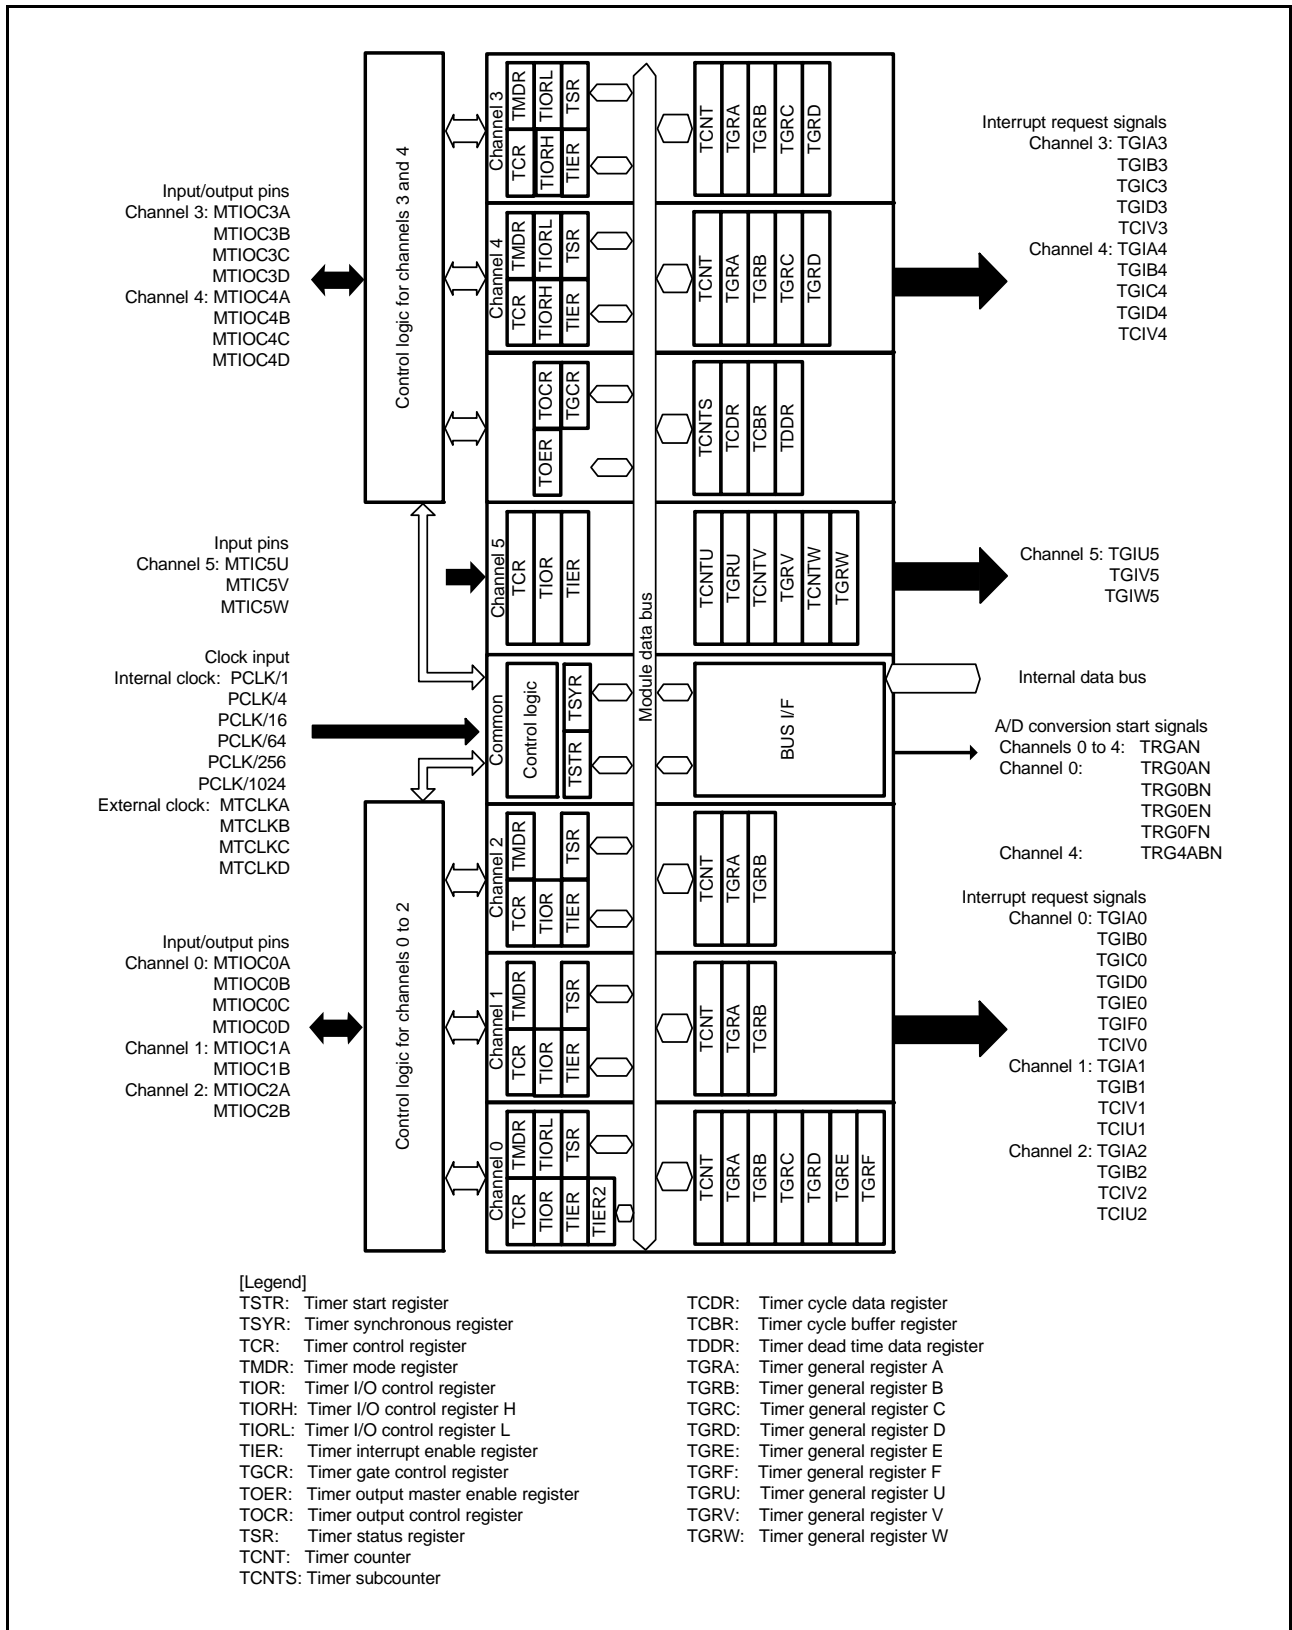 Input/output pins
Channel 3: MTIOC3A
MTIOC3B
MTIOC3C
MTIOC3D
Channel 4: MTIOC4A
MTIOC4B
MTIOC4C
MTIOC4D
Input pins
Channel 5: MTIC5U
MTIC5V
MTIC5W
Clock input
Internal clock: PCLK/1
PCLK/4
PCLK/16
PCLK/64
PCLK/256
PCLK/1024
External clock: MTCLKA
MTCLKB
MTCLKC
MTCLKD
Input/output pins
Channel 0: MTIOC0A
MTIOC0B
MTIOC0C
MTIOC0D
Channel 1: MTIOC1A
MTIOC1B
Channel 2: MTIOC2A
MTIOC2B
Control logic for channels 3 and 4
Control logic for channels 0 to 2
Channel 3
TCR
TMDR
TIORH
TIORL
TIER
TSR
TCNT
TGRA
TGRB
TGRC
TGRD
Channel 4
TCR
TMDR
TIORH
TIORL
TIER
TSR
TCNT
TGRA
TGRB
TGRC
TGRD
TOER
TOCR
TGCR
TCNTS
TCDR
TCBR
TDDR
Channel 5
TCR
TIOR
TIER
TCNTU
TGRU
TCNTV
TGRV
TCNTW
TGRW
Module data bus
Common
Control logic
TSTR
TSYR
BUS I/F
Channel 2
TCR
TMDR
TIOR
TIER
TSR
TCNT
TGRA
TGRB
Channel 1
TCR
TMDR
TIOR
TIER
TSR
TCNT
TGRA
TGRB
Channel 0
TCR
TMDR
TIOR
TIORL
TIER
TSR
TIER2
TCNT
TGRA
TGRB
TGRC
TGRD
TGRE
TGRF
Interrupt request signals
Channel 3: TGIA3
TGIB3
TGIC3
TGID3
TCIV3
Channel 4: TGIA4
TGIB4
TGIC4
TGID4
TCIV4
Channel 5: TGIU5
TGIV5
TGIW5
Internal data bus
A/D conversion start signals
Channels 0 to 4: TRGAN
Channel 0: TRG0AN
TRG0BN
TRG0EN
TRG0FN
Channel 4: TRG4ABN
Interrupt request signals
Channel 0: TGIA0
TGIB0
TGIC0
TGID0
TGIE0
TGIF0
TCIV0
Channel 1: TGIA1
TGIB1
TCIV1
TCIU1
Channel 2: TGIA2
TGIB2
TCIV2
TCIU2
[Legend]
TSTR: Timer start register
TSYR: Timer synchronous register
TCR: Timer control register
TMDR: Timer mode register
TIOR: Timer I/O control register
TIORH: Timer I/O control register H
TIORL: Timer I/O control register L
TIER: Timer interrupt enable register
TGCR: Timer gate control register
TOER: Timer output master enable register
TOCR: Timer output control register
TSR: Timer status register
TCNT: Timer counter
TCNTS: Timer subcounter
TCDR: Timer cycle data register
TCBR: Timer cycle buffer register
TDDR: Timer dead time data register
TGRA: Timer general register A
TGRB: Timer general register B
TGRC: Timer general register C
TGRD: Timer general register D
TGRE: Timer general register E
TGRF: Timer general register F
TGRU: Timer general register U
TGRV: Timer general register V
TGRW: Timer general register W